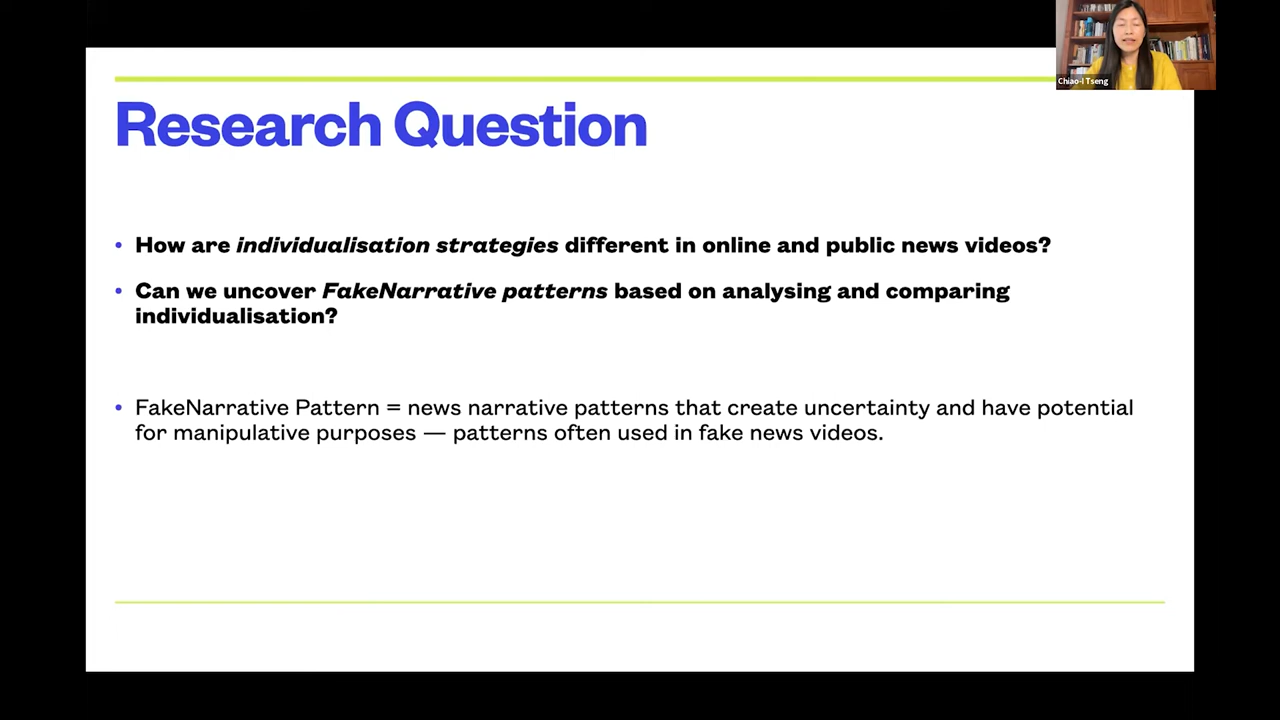 Chiao-I Tseng
Research Question
• How are individualisation strategies different in online and public news videos?
• Can we uncover FakeNarrative patterns based on analysing and comparing
individualisation?
• FakeNarrative Pattern = news narrative patterns that create uncertainty and have potential
for manipulative purposes — patterns often used in fake news videos.